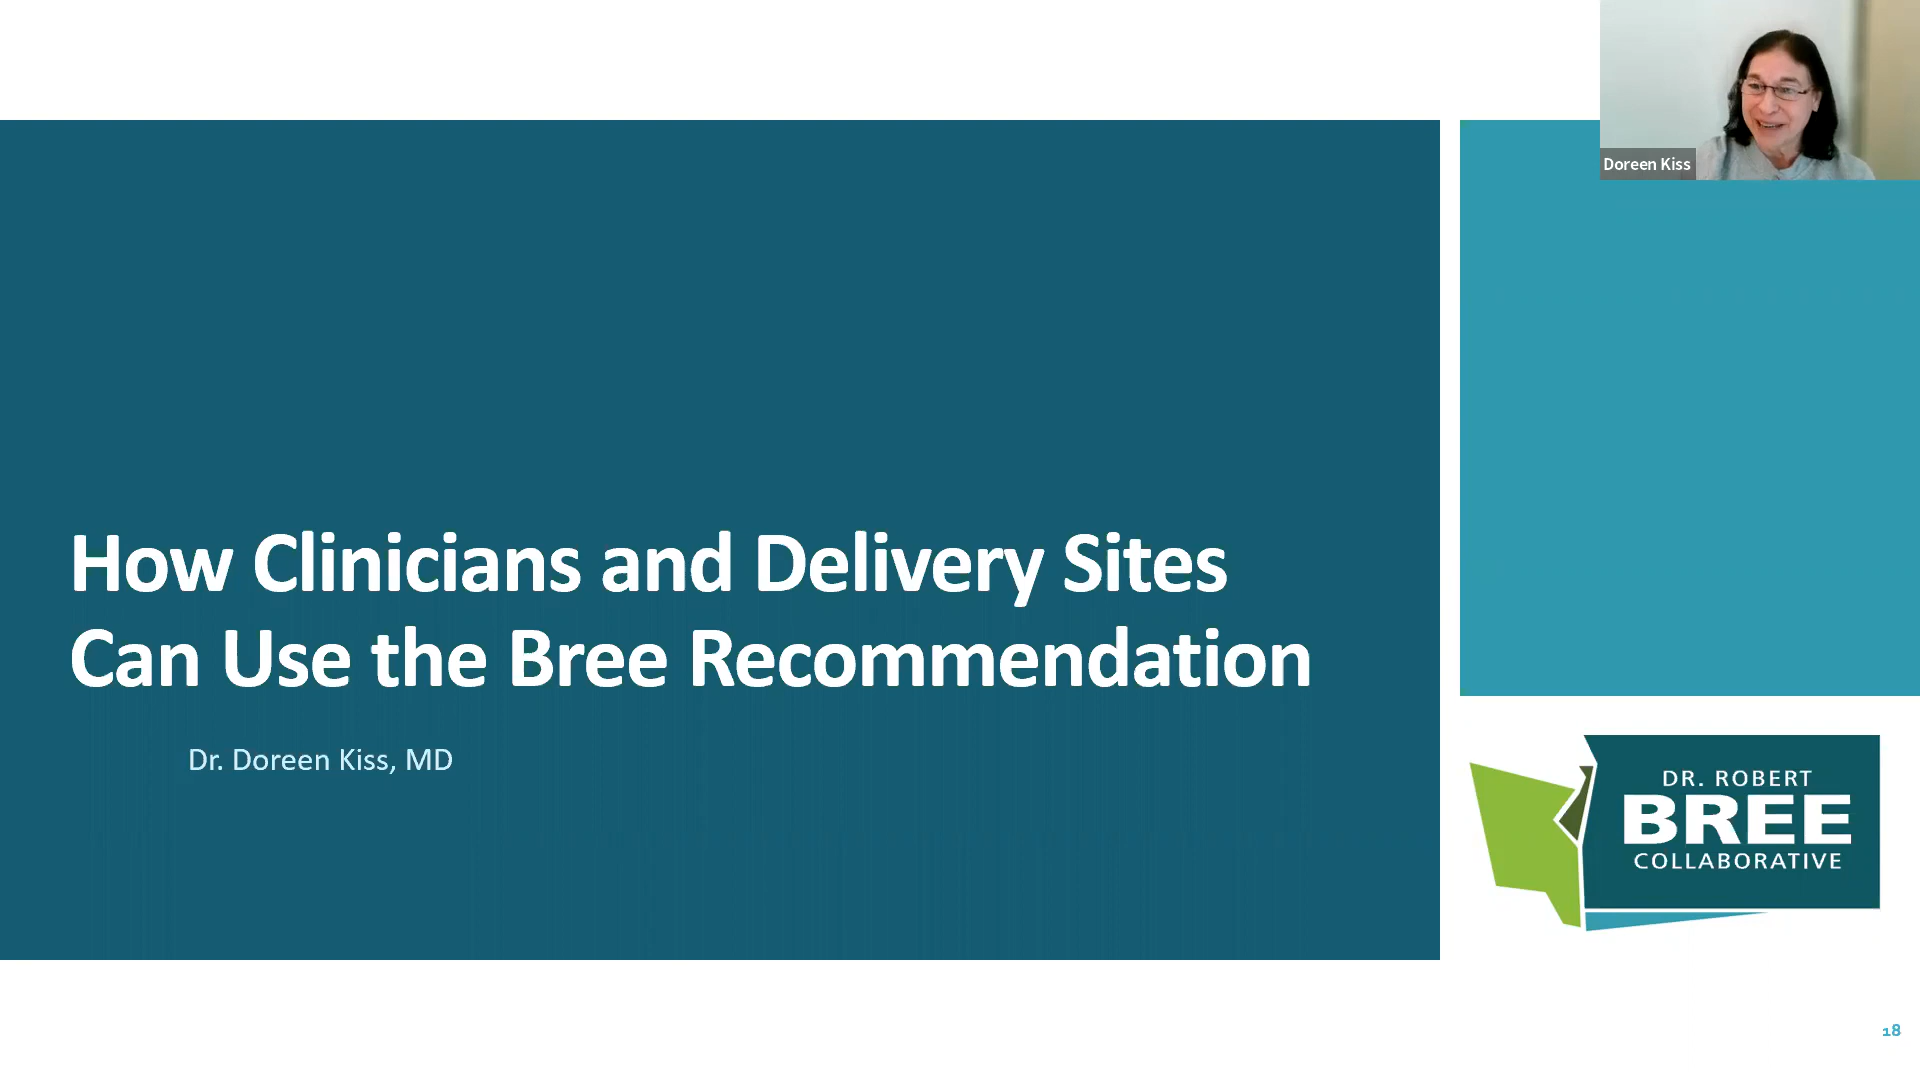 Doreen Kiss
How Clinicians and Delivery Sites
Can Use the Bree Recommendation
Dr. Doreen Kiss, MD
DR. ROBERT
BREE
COLLABORATIVE
18